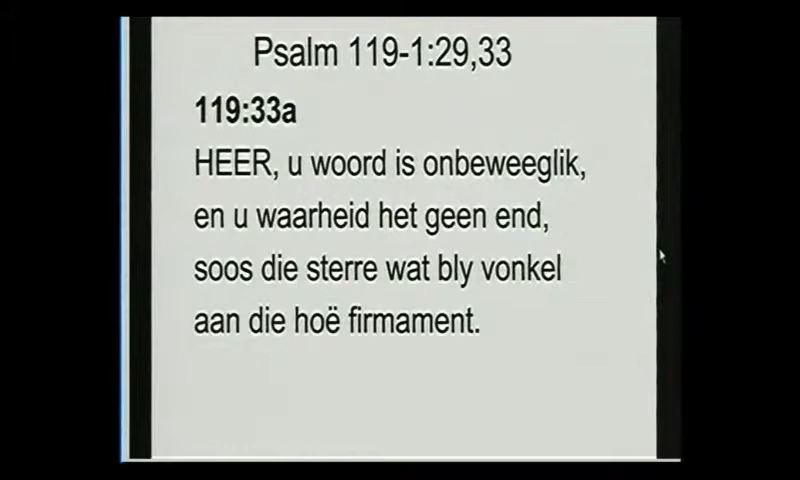 Psalm 119-1:29,33
119:33a
HEER, u woord is onbeweeglik,
en u waarheid het geen end,
soos die sterre wat bly vonkel
aan die hoë firmament.